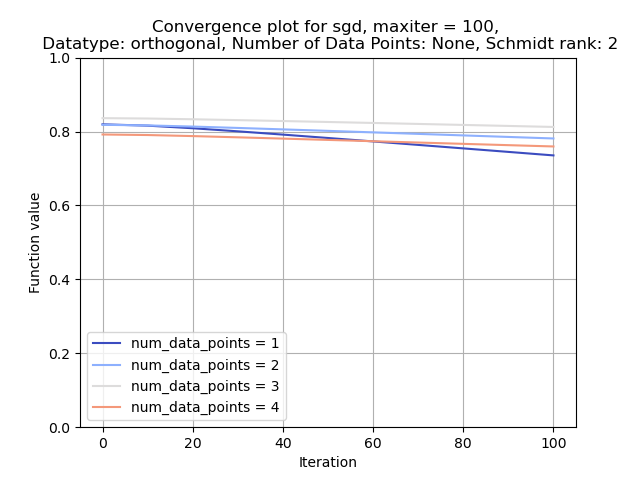 Convergence plot for sgd, maxiter = 100,
Datatype: orthogonal, Number of Data Points: None, Schmidt rank: 2
1.0
0.8
0.6
0.4
0.2
0.0
Function value
num_data_points = 1
num_data_points = 2
num_data_points = 3
num_data_points = 4
0 20 40 60 80 100
Iteration